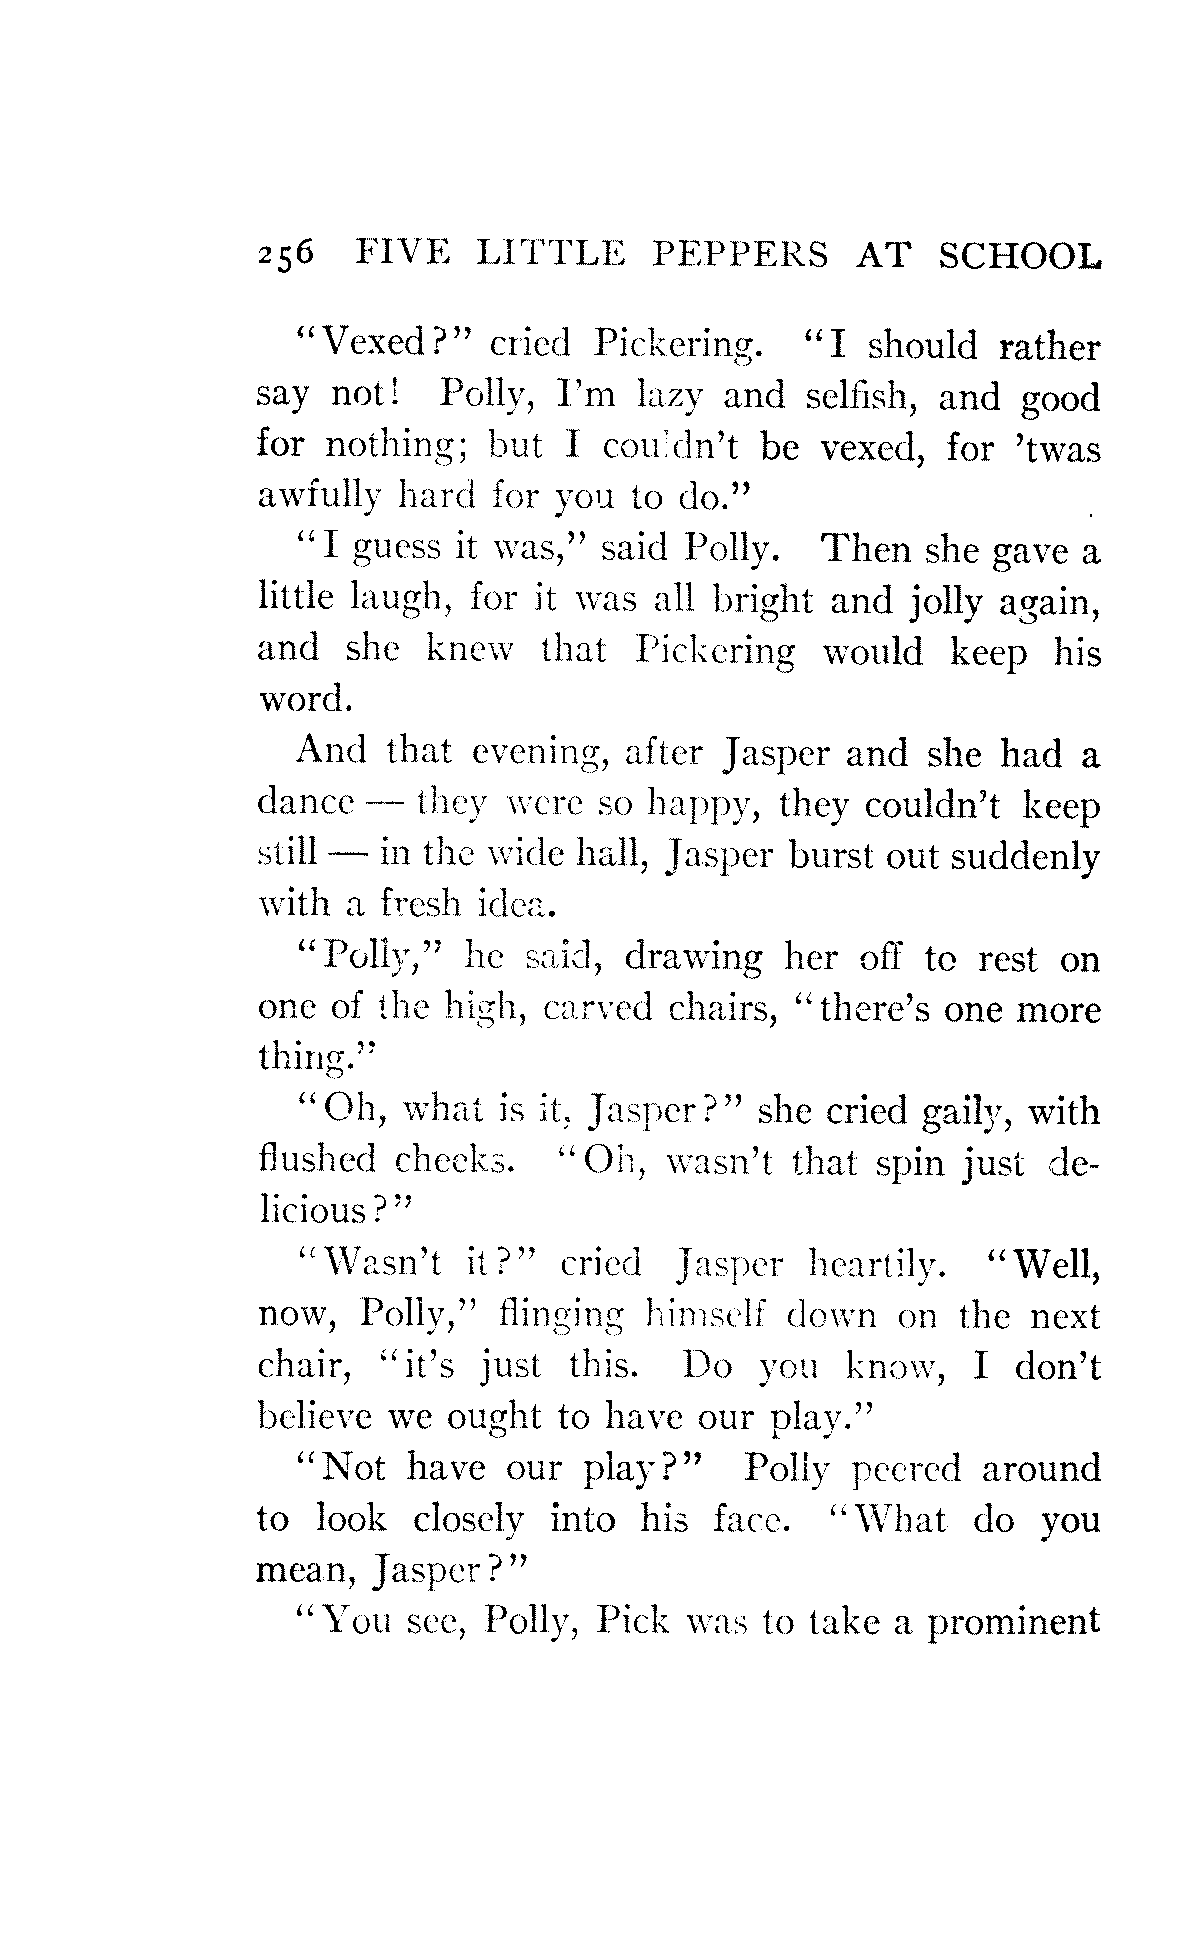 256 FIVE LITTLE PEPPERS AT SCHOOL
"Vexed?" cried Pickering. "I should rather
say not! Polly, I'm lazy and selfish, and good
for nothing; but I couldn't be vexed, for 'twas
awfully hard for you to do."
"I guess it was," said Polly. Then she gave a
little laugh, for it was all bright and jolly again,
and she knew that Pickering would keep his
word.
And that evening, after Jasper and she had a
dance — they were so happy, they couldn't keep
still — in the wide hall, Jasper burst out suddenly
with a fresh idea.
"Polly," he said, drawing her off to rest on
one of the high, carved chairs, "there's one more
thing."
"Oh, what is it, Jasper?" she cried gaily, with
flushed cheeks. "Oh, wasn't that spin just de-
licious?"
"Wasn't it?" cried Jasper heartily. "Well,
now, Polly," flinging himself down on the next
chair, "it's just this. Do you know, I don't
believe we ought to have our play."
"Not have our play?" Polly peered around
to look closely into his face. "What do you
mean, Jasper?"
"You see, Polly, Pick was to take a prominent